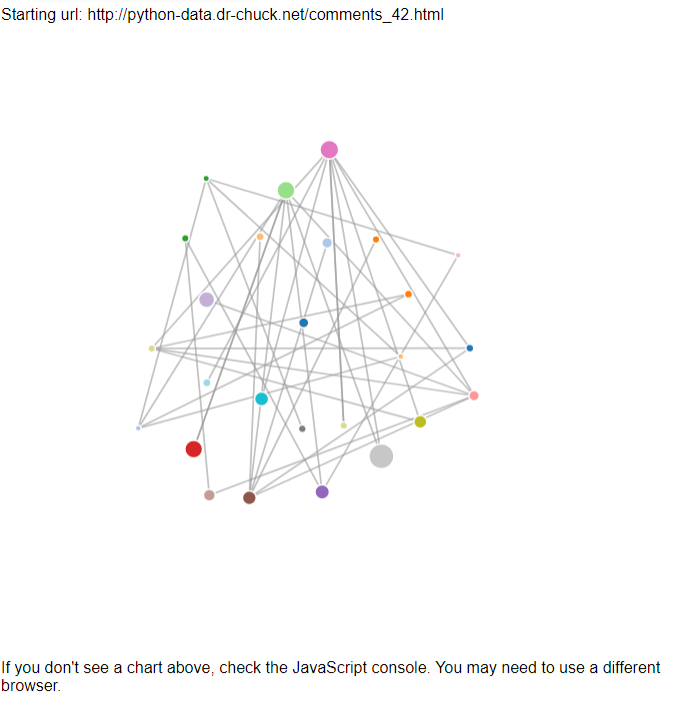 Starting url: http://python-data.dr-chuck.net/comments_42.html
If you don't see a chart above, check the JavaScript console. You may need to use a different
browser.